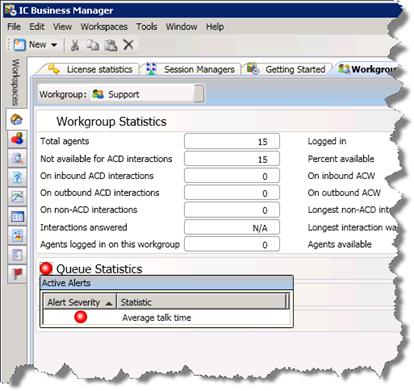 IC Business Manager
File Edit View Workspaces Tools Window Help
New
Workspaces
License statistics Session Managers Getting Started Workgrou
Workgroup: Support
Workgroup Statistics
Total agents 15 Logged in
Not available for ACD interactions 15 Percent available
On inbound ACD interactions 0 On inbound ACW
On outbound ACD interactions 0 On outbound ACW
On non-ACD interactions 0 Longest non-ACD inte
Interactions answered N/A Longest interaction wa
Agents logged in on this workgroup 0 Agents available
Queue Statistics
Active Alerts
Alert Severity Statistic
Average talk time